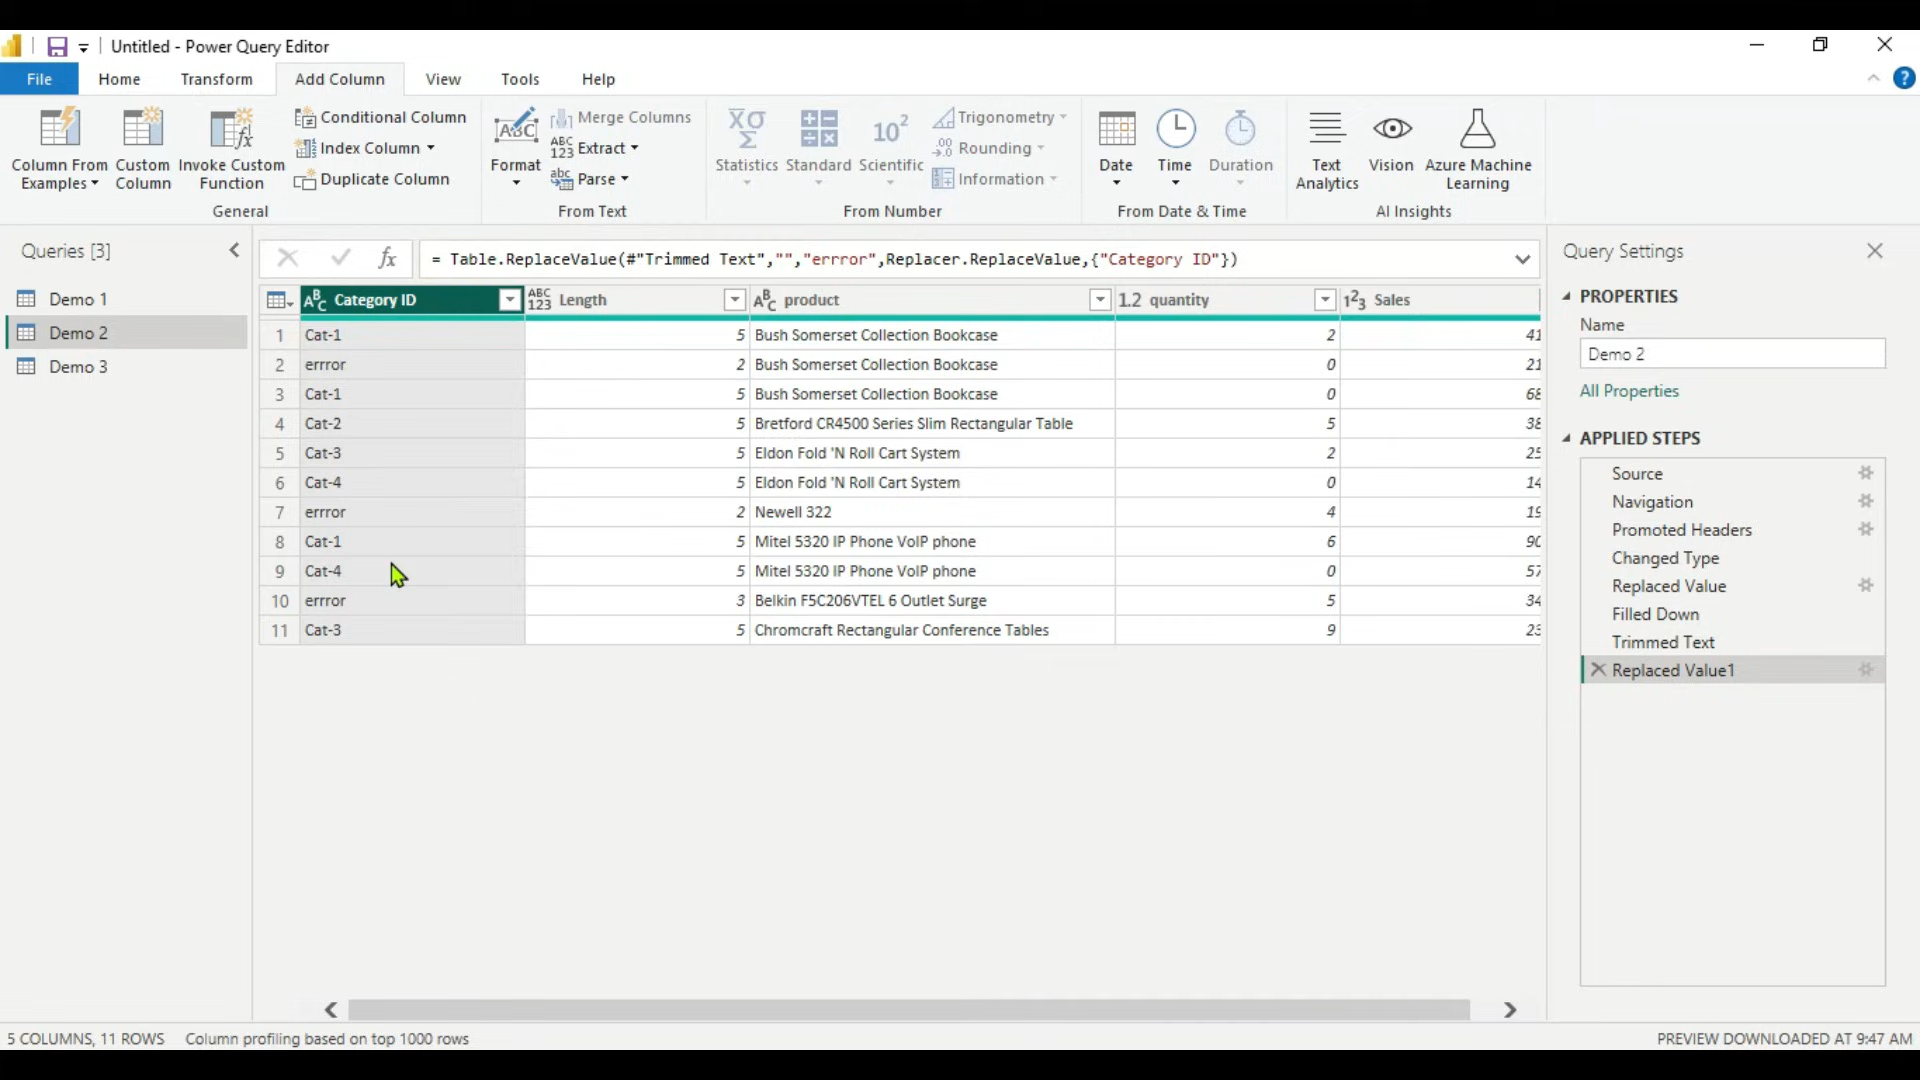 Untitled - Power Query Editor
File Home Transform Add Column View Tools Help
Column From Examples
Custom Column
Invoke Custom Function
Conditional Column
Index Column
Duplicate Column
General
Format
Merge Columns
Extract
Parse
From Text
Statistics
Standard
Scientific
Trigonometry
Rounding
Information
From Number
Date
Time
Duration
From Date & Time
Text Analytics
Vision
Azure Machine Learning
AI Insights
Queries [3]
Demo 1
Demo 2
Demo 3
= Table.ReplaceValue(#"Trimmed Text","","errror",Replacer.ReplaceValue,{"Category ID"})
Category ID Length product 1.2 quantity Sales
1 Cat-1 5 Bush Somerset Collection Bookcase 2 41
2 errror 2 Bush Somerset Collection Bookcase 0 21
3 Cat-1 5 Bush Somerset Collection Bookcase 0 68
4 Cat-2 5 Bretford CR4500 Series Slim Rectangular Table 5 38
5 Cat-3 5 Eldon Fold 'N Roll Cart System 2 25
6 Cat-4 5 Eldon Fold 'N Roll Cart System 0 14
7 errror 2 Newell 322 4 19
8 Cat-1 5 Mitel 5320 IP Phone VoIP phone 6 90
9 Cat-4 5 Mitel 5320 IP Phone VoIP phone 0 57
10 errror 3 Belkin F5C206VTEL 6 Outlet Surge 5 34
11 Cat-3 5 Chromcraft Rectangular Conference Tables 9 23
Query Settings
PROPERTIES
Name
Demo 2
All Properties
APPLIED STEPS
Source
Navigation
Promoted Headers
Changed Type
Replaced Value
Filled Down
Trimmed Text
Replaced Value1
5 COLUMNS, 11 ROWS Column profiling based on top 1000 rows
PREVIEW DOWNLOADED AT 9:47 AM